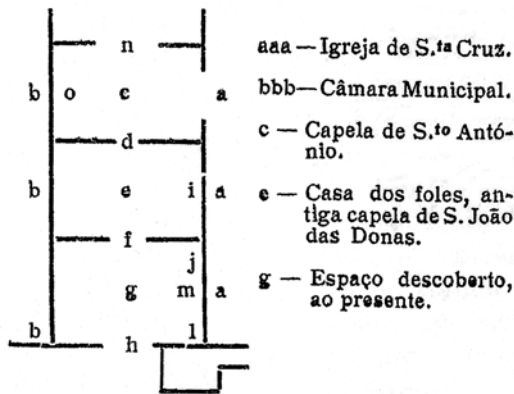 n
aaa — Igreja de S.ta Cruz.
b o c a
bbb — Câmara Municipal.
d
c — Capela de S.to Antó-
nio.
b e i a
e — Casa dos foles, an-
tiga capela de S. João
das Donas.
f
j
g m a
g — Espaço descoberto,
ao presente.
b h l